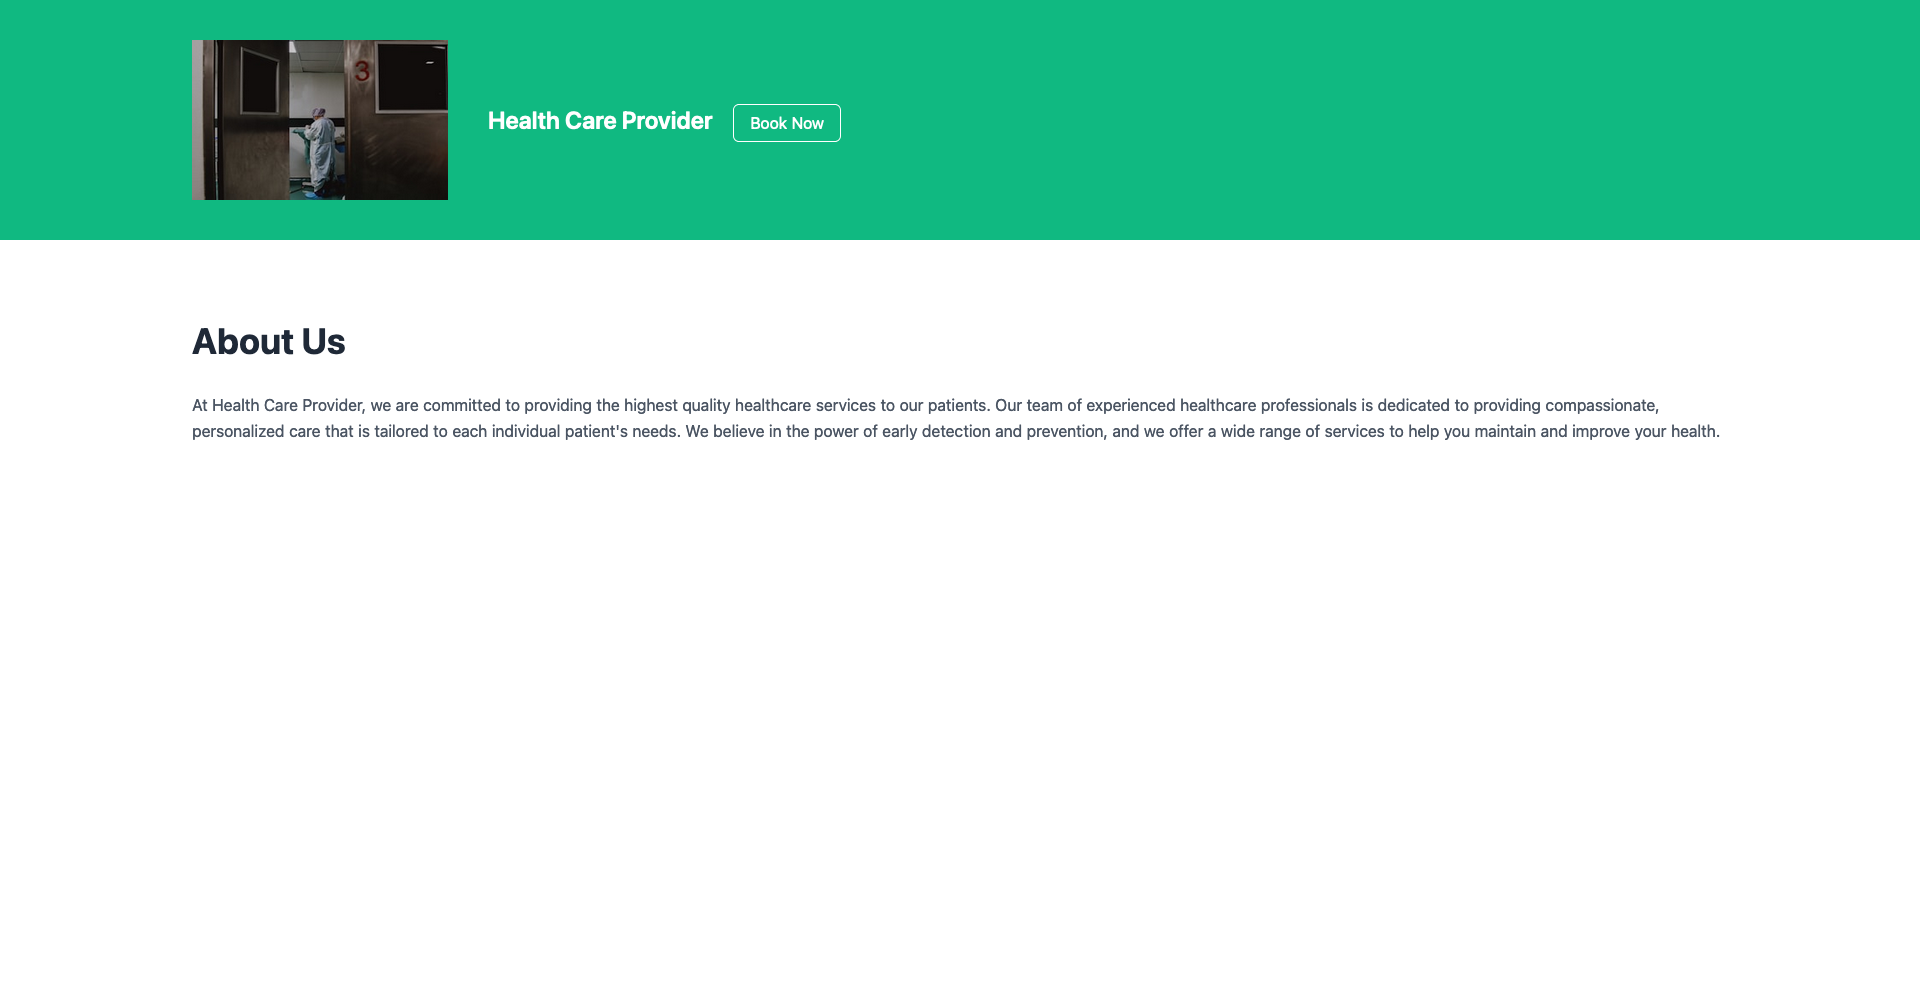 3
Health Care Provider
Book Now
About Us
At Health Care Provider, we are committed to providing the highest quality healthcare services to our patients. Our team of experienced healthcare professionals is dedicated to providing compassionate,
personalized care that is tailored to each individual patient's needs. We believe in the power of early detection and prevention, and we offer a wide range of services to help you maintain and improve your health.